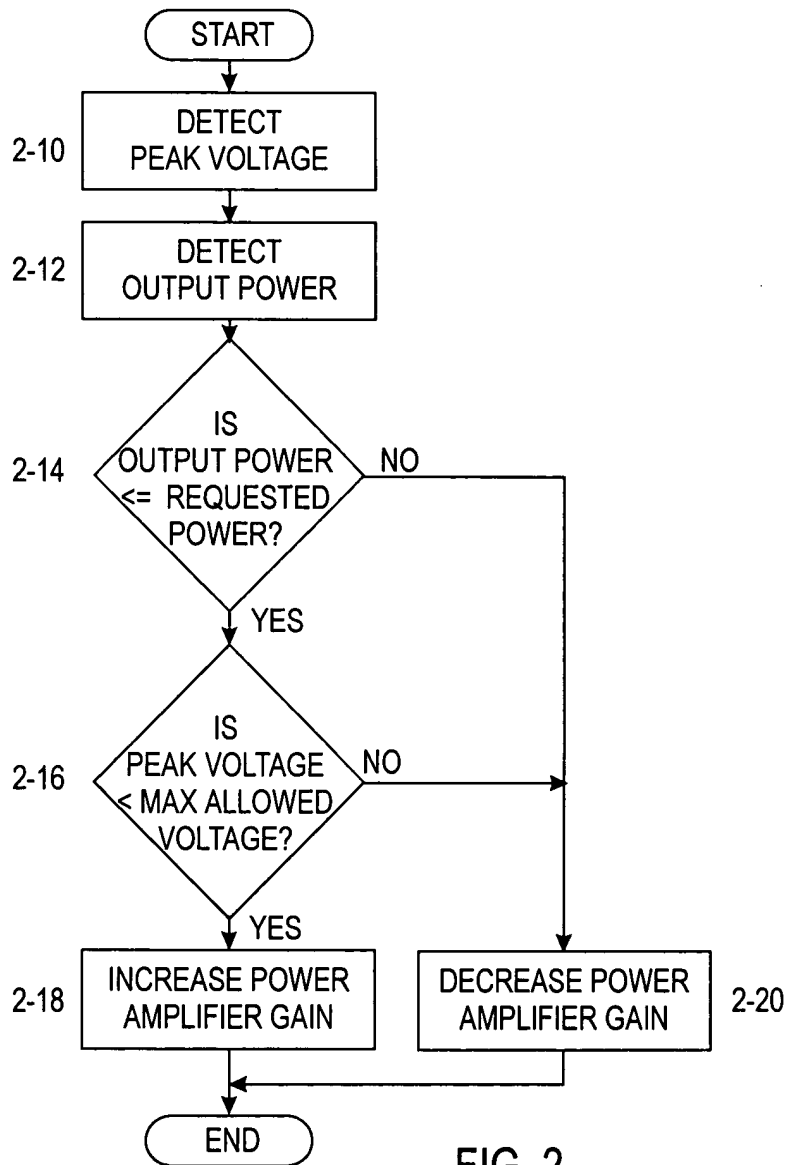 START
2-10
DETECT
PEAK VOLTAGE
2-12
DETECT
OUTPUT POWER
2-14
IS
OUTPUT POWER
<= REQUESTED
POWER?
NO
YES
2-16
IS
PEAK VOLTAGE
< MAX ALLOWED
VOLTAGE?
NO
YES
2-18
INCREASE POWER
AMPLIFIER GAIN
DECREASE POWER
AMPLIFIER GAIN
2-20
END
FIG. 2